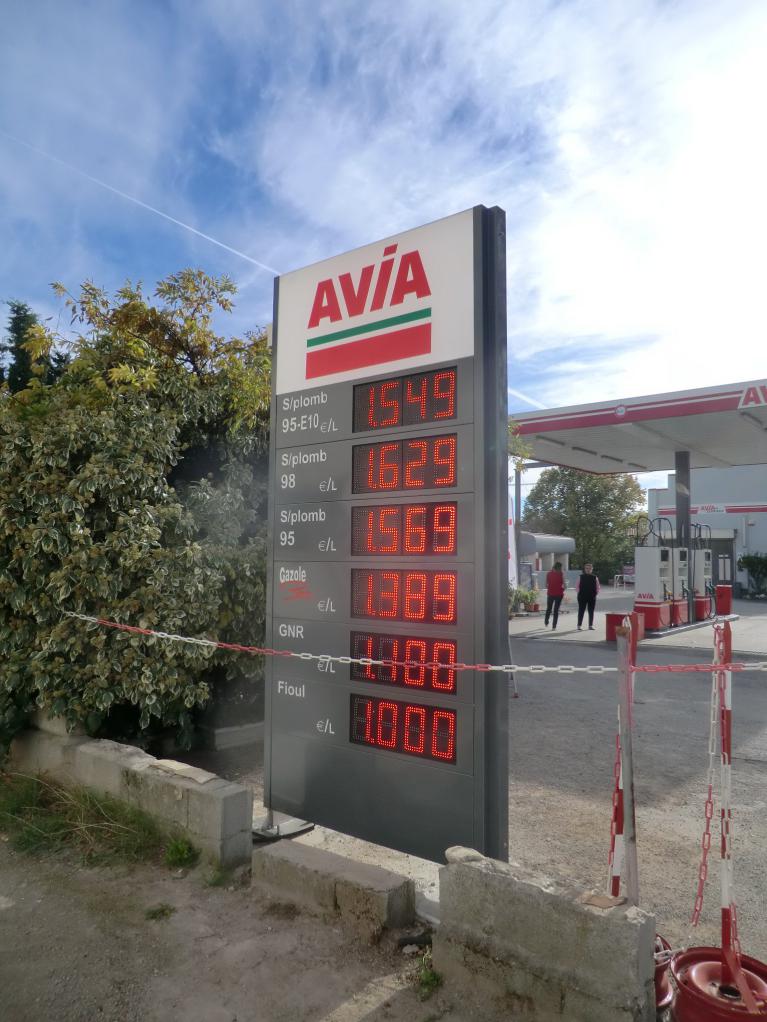 AViA
S/plomb
95-E10 €/L 1.549
S/plomb
98 €/L 1.629
S/plomb
95 €/L 1.569
Gazole
€/L 1.389
GNR
€/L 1.100
Fioul
€/L 1.000
AViA
AViA